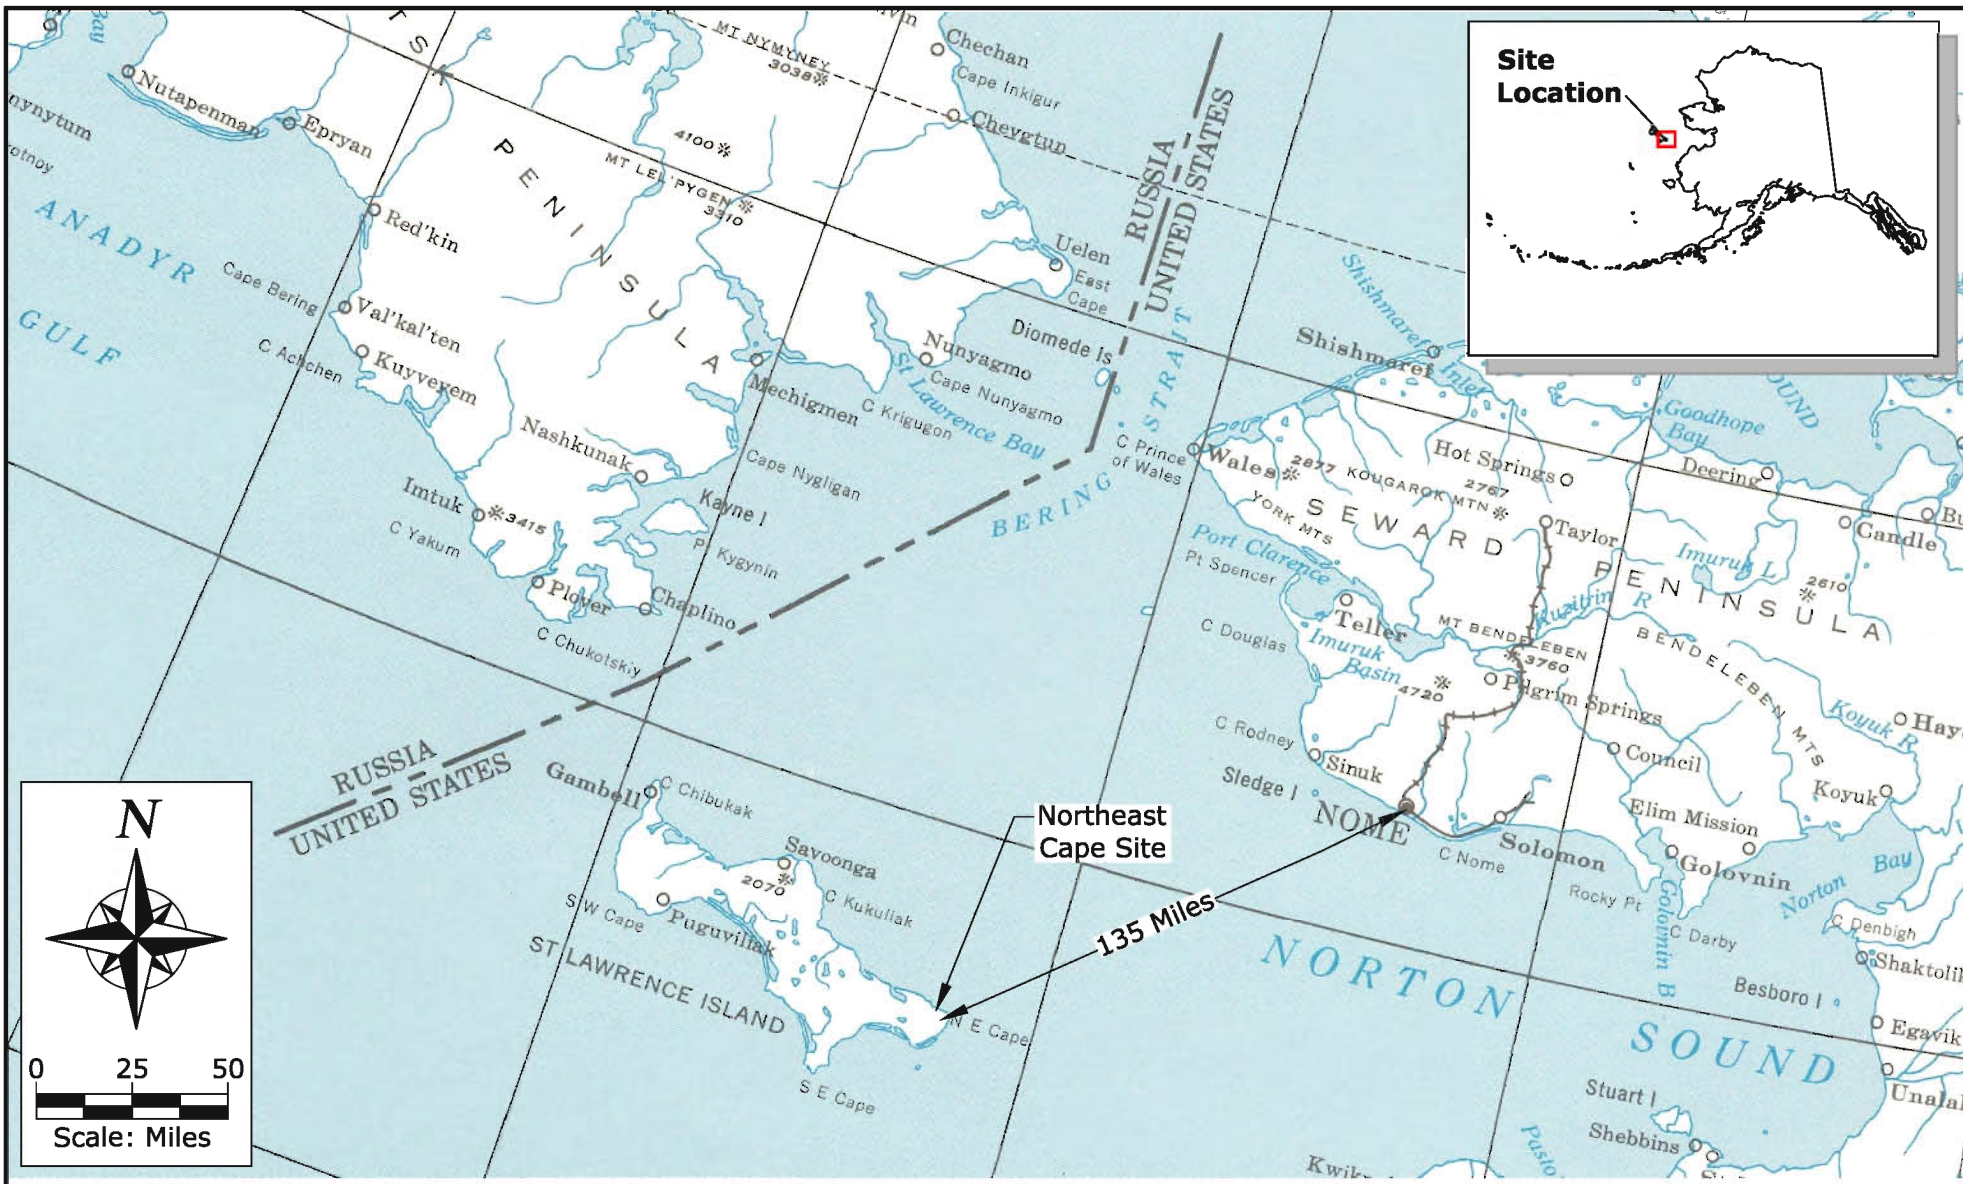 Bay
Nutapenman
Epryan
ANADYR
GULF
Red'kin
Cape Bering
Val'kal'ten
C Achchen
Kuyveyem
PENINSULA
MT NYMYNEY
3038
4100
MT LEL'PYGEN
3310
Chechan
Cape Inkigur
Chevgtun
Uelen
East
Cape
RUSSIA
UNITED STATES
Diomede Is
Nunyagmo
Cape Nunyagmo
St Lawrence Bay
C Krigugon
Mechigmen
Cape Nygligan
Nashkunak
Kayne I
Pt Kygynin
Imtuk
3415
C Yakum
Plover
Chaplino
C Chukotskiy
BERING STRAIT
Site
Location
Shishmaref
Shishmaref Inlet
Goodhope
Bay
Deering
Candle
C Prince
of Wales
Wales
2877
KOUGAROK MTN
2767
Hot Springs
YORK MTS
SEWARD PENINSULA
Taylor
Imuruk L
2610
Port Clarence
Pt Spencer
Teller
C Douglas
Imuruk
Basin
4720
MT BENDELEBEN
3760
Kuzitrin R
BENDELEBEN MTS
Pilgrim Springs
Koyuk R
C Rodney
Sinuk
Sledge I
NOME
Council
Koyuk
Elim Mission
Golovnin
Solomon
C Nome
Rocky Pt
Golovnin B
C Darby
Norton Bay
C Denbigh
Besboro I
Egavik
RUSSIA
UNITED STATES
Gambell
C Chibukak
Savoonga
2070
C Kukuliak
S W Cape
Puguviliak
ST LAWRENCE ISLAND
N E Cape
S E Cape
Northeast
Cape Site
135 Miles
NORTON
SOUND
Stuart I
Shebbins
N
0 25 50
Scale: Miles